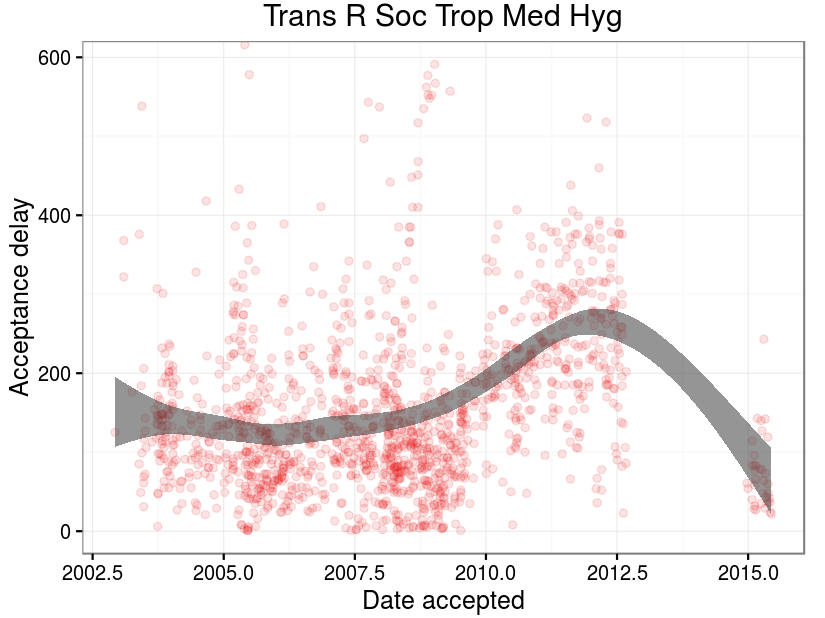 Trans R Soc Trop Med Hyg
600
400
200
0
Acceptance delay
2002.5 2005.0 2007.5 2010.0 2012.5 2015.0
Date accepted